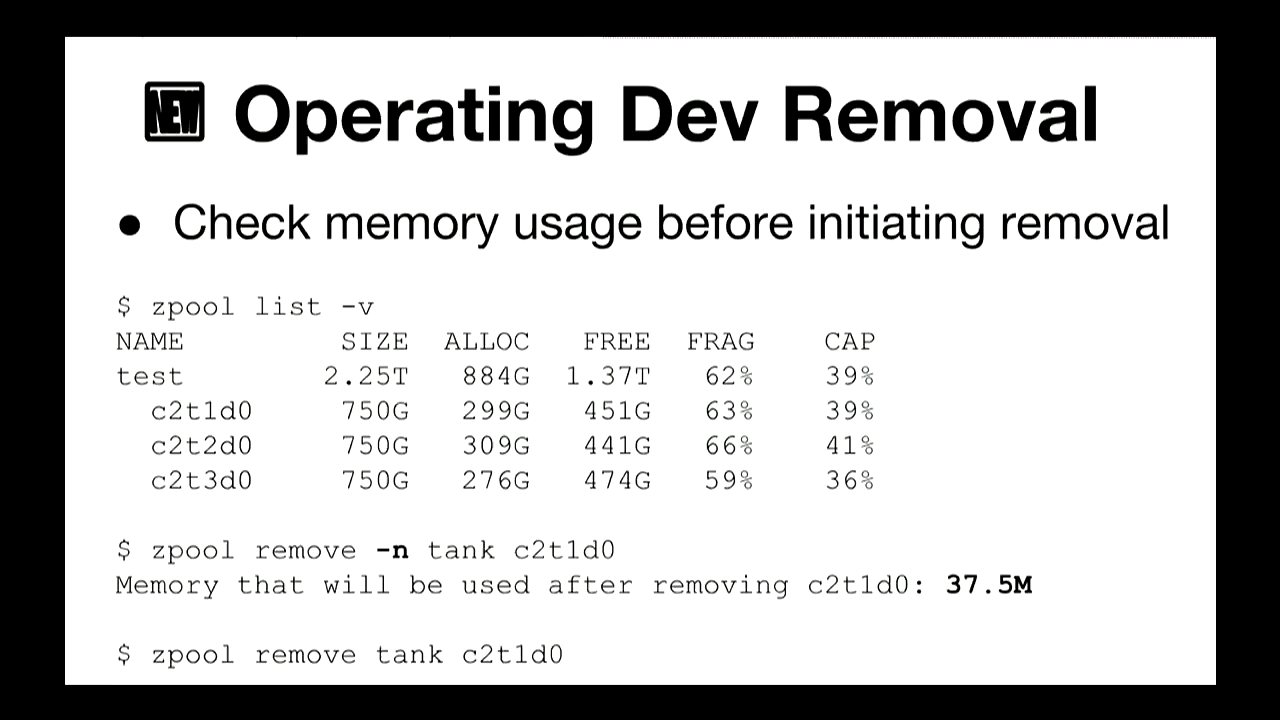 NEW Operating Dev Removal
● Check memory usage before initiating removal
$ zpool list -v
NAME SIZE ALLOC FREE FRAG CAP
test 2.25T 884G 1.37T 62% 39%
c2t1d0 750G 299G 451G 63% 39%
c2t2d0 750G 309G 441G 66% 41%
c2t3d0 750G 276G 474G 59% 36%
$ zpool remove -n tank c2t1d0
Memory that will be used after removing c2t1d0: 37.5M
$ zpool remove tank c2t1d0